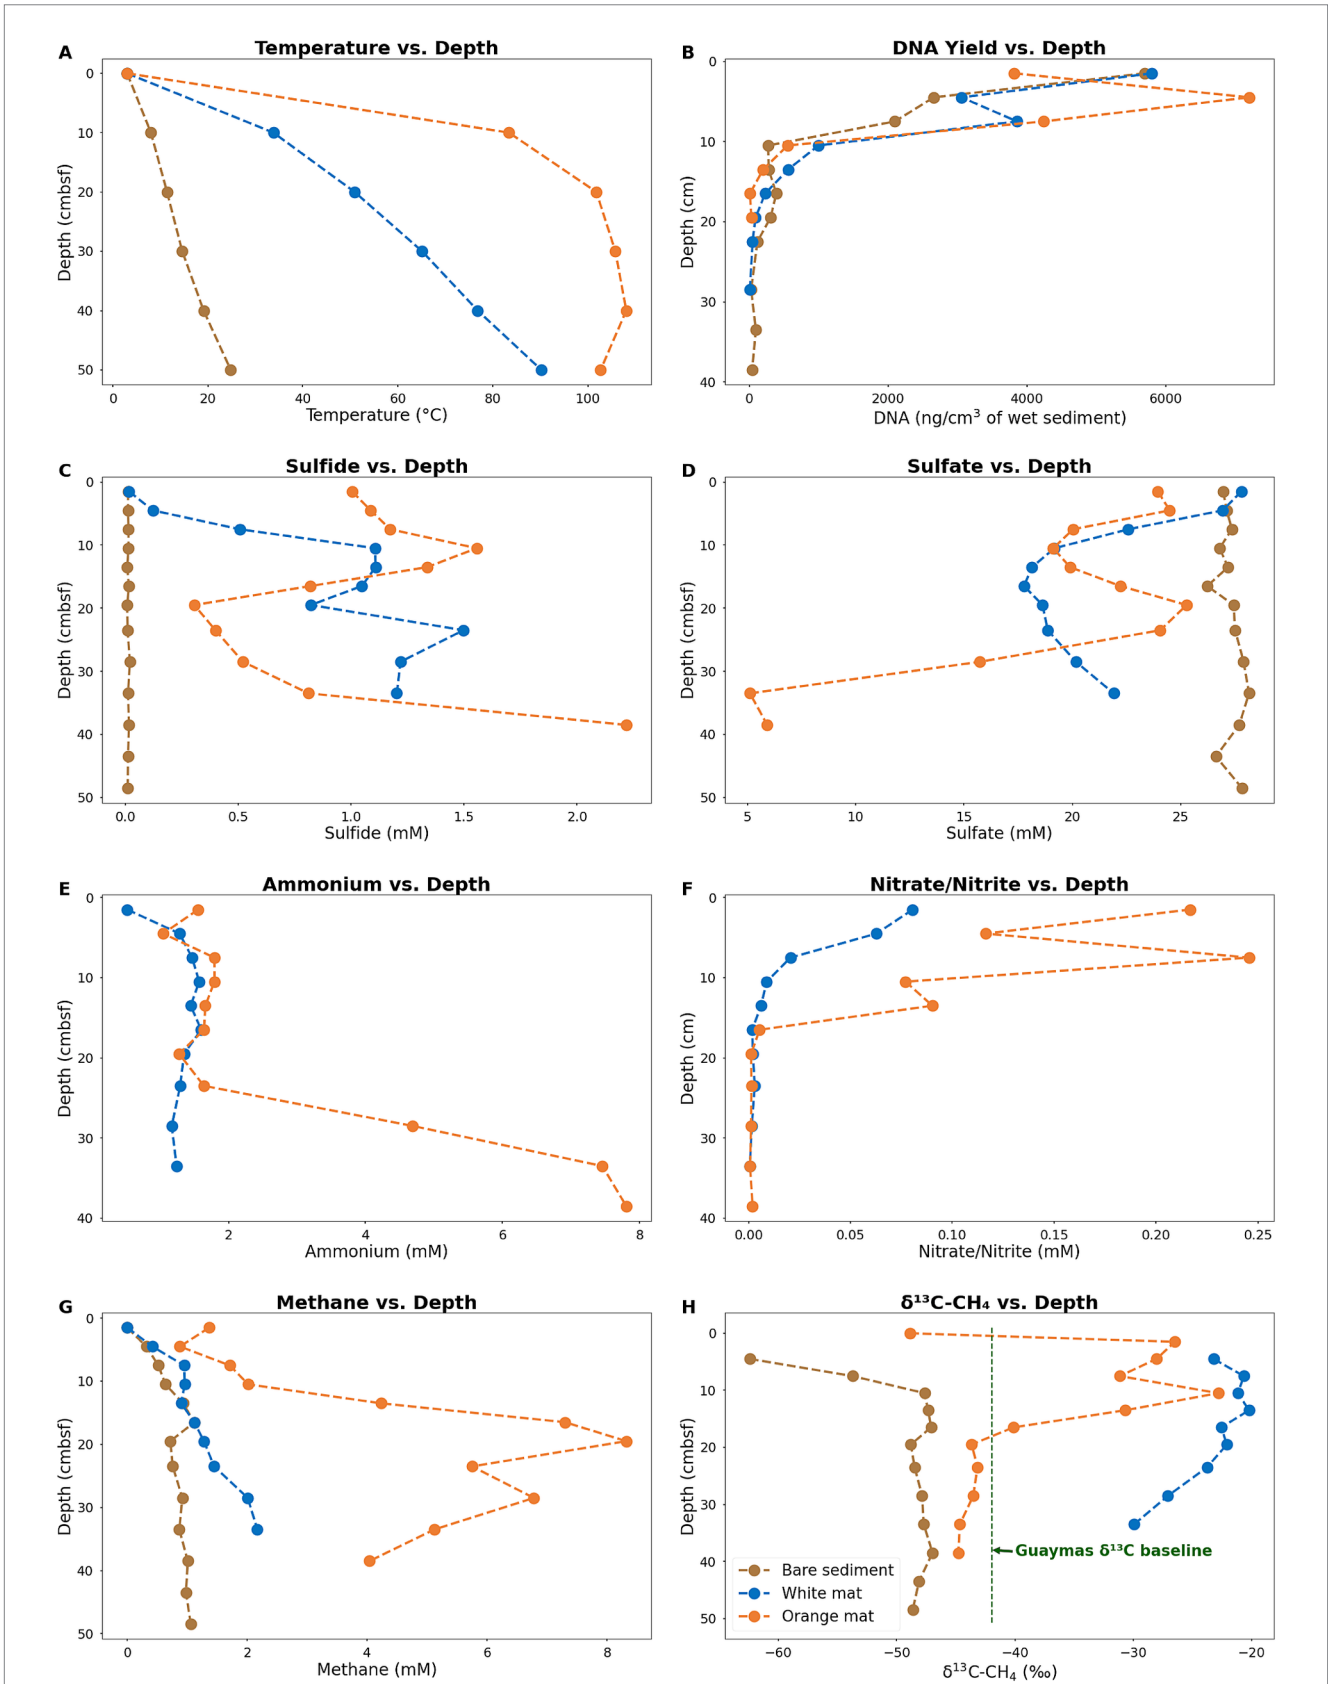 A
Temperature vs. Depth
0
10
20
30
40
50
Depth (cmbsf)
0
20
40
60
80
100
Temperature (°C)
B
DNA Yield vs. Depth
0
10
20
30
40
Depth (cm)
0
2000
4000
6000
DNA (ng/cm³ of wet sediment)
C
Sulfide vs. Depth
0
10
20
30
40
50
Depth (cmbsf)
0.0
0.5
1.0
1.5
2.0
Sulfide (mM)
D
Sulfate vs. Depth
0
10
20
30
40
50
Depth (cmbsf)
5
10
15
20
25
Sulfate (mM)
E
Ammonium vs. Depth
0
10
20
30
40
Depth (cmbsf)
2
4
6
8
Ammonium (mM)
F
Nitrate/Nitrite vs. Depth
0
10
20
30
40
Depth (cm)
0.00
0.05
0.10
0.15
0.20
0.25
Nitrate/Nitrite (mM)
G
Methane vs. Depth
0
10
20
30
40
50
Depth (cmbsf)
0
2
4
6
8
Methane (mM)
H
δ¹³C-CH₄ vs. Depth
0
10
20
30
40
50
Depth (cmbsf)
Guaymas δ¹³C baseline
Bare sediment
White mat
Orange mat
−60
−50
−40
−30
−20
δ¹³C-CH₄ (‰)